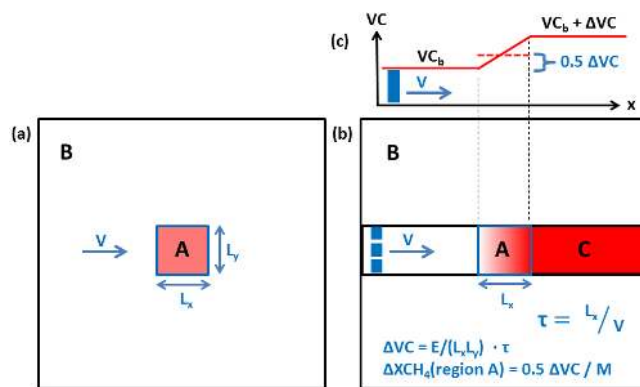 (c)
VC
VC_b
VC_b + ΔVC
0.5 ΔVC
V
x
(a)
B
V
A
L_y
L_x
(b)
B
V
A
C
L_x
τ = L_x/V
ΔVC = E/(L_xL_y) · τ
ΔXCH4(region A) = 0.5 ΔVC / M